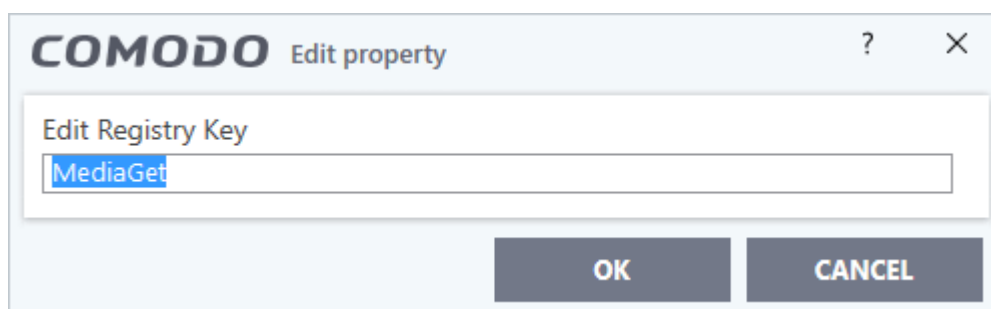 COMODO Edit property ? ×
Edit Registry Key
MediaGet
OK CANCEL